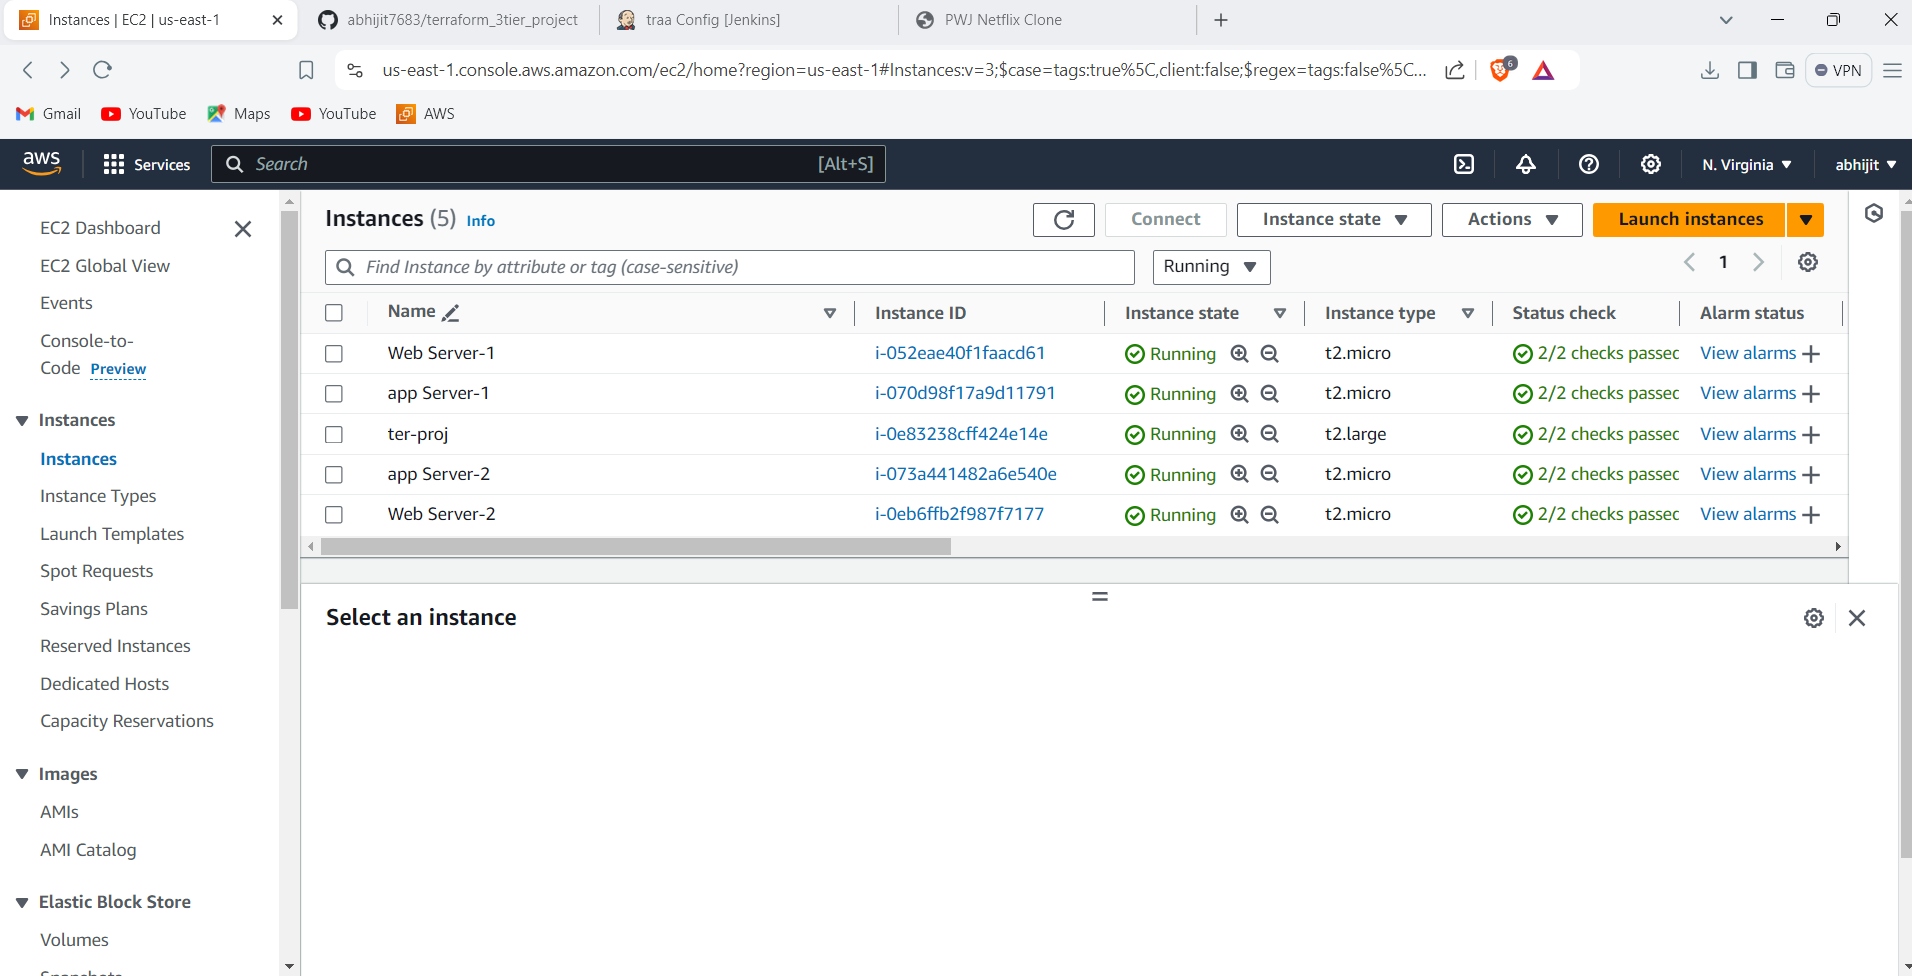 Instances | EC2 | us-east-1
abhijit7683/terraform_3tier_project
traa Config [Jenkins]
PWJ Netflix Clone
us-east-1.console.aws.amazon.com/ec2/home?region=us-east-1#Instances:v=3;$case=tags:true%5C,client:false;$regex=tags:false%5C...
6
VPN
Gmail
YouTube
Maps
YouTube
AWS
aws
Services
Search
[Alt+S]
N. Virginia
abhijit
EC2 Dashboard
EC2 Global View
Events
Console-to-
Code Preview
Instances
Instances
Instance Types
Launch Templates
Spot Requests
Savings Plans
Reserved Instances
Dedicated Hosts
Capacity Reservations
Images
AMIs
AMI Catalog
Elastic Block Store
Volumes
Snapshots
Instances (5) Info
Connect
Instance state
Actions
Launch instances
Find Instance by attribute or tag (case-sensitive)
Running
1
Name Instance ID Instance state Instance type Status check Alarm status
Web Server-1 i-052eae40f1faacd61 Running t2.micro 2/2 checks passed View alarms
app Server-1 i-070d98f17a9d11791 Running t2.micro 2/2 checks passed View alarms
ter-proj i-0e83238cff424e14e Running t2.large 2/2 checks passed View alarms
app Server-2 i-073a441482a6e540e Running t2.micro 2/2 checks passed View alarms
Web Server-2 i-0eb6ffb2f987f7177 Running t2.micro 2/2 checks passed View alarms
Select an instance